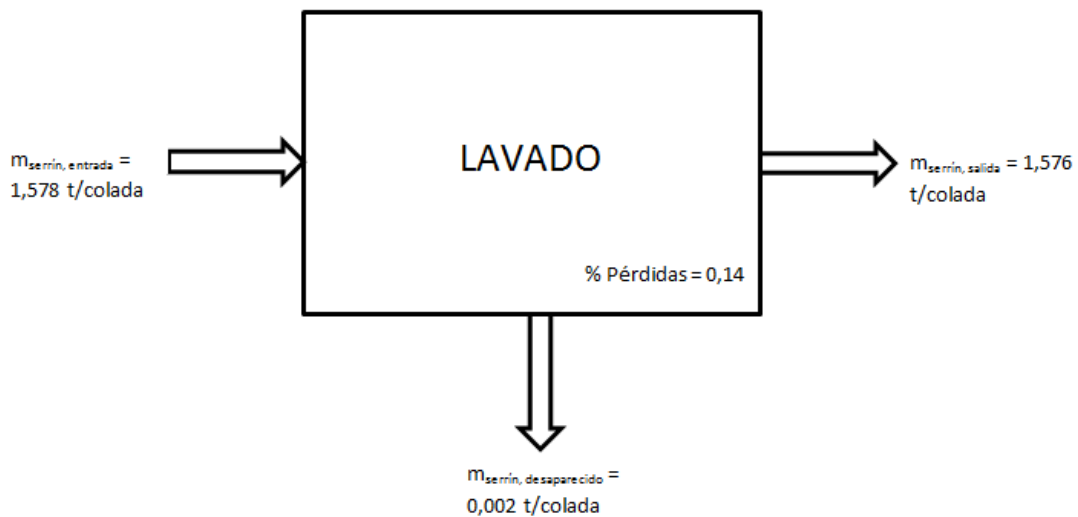 LAVADO
m serrín, entrada =
1,578 t/colada
m serrín, salida = 1,576
t/colada
% Pérdidas = 0,14
m serrín, desaparecido =
0,002 t/colada